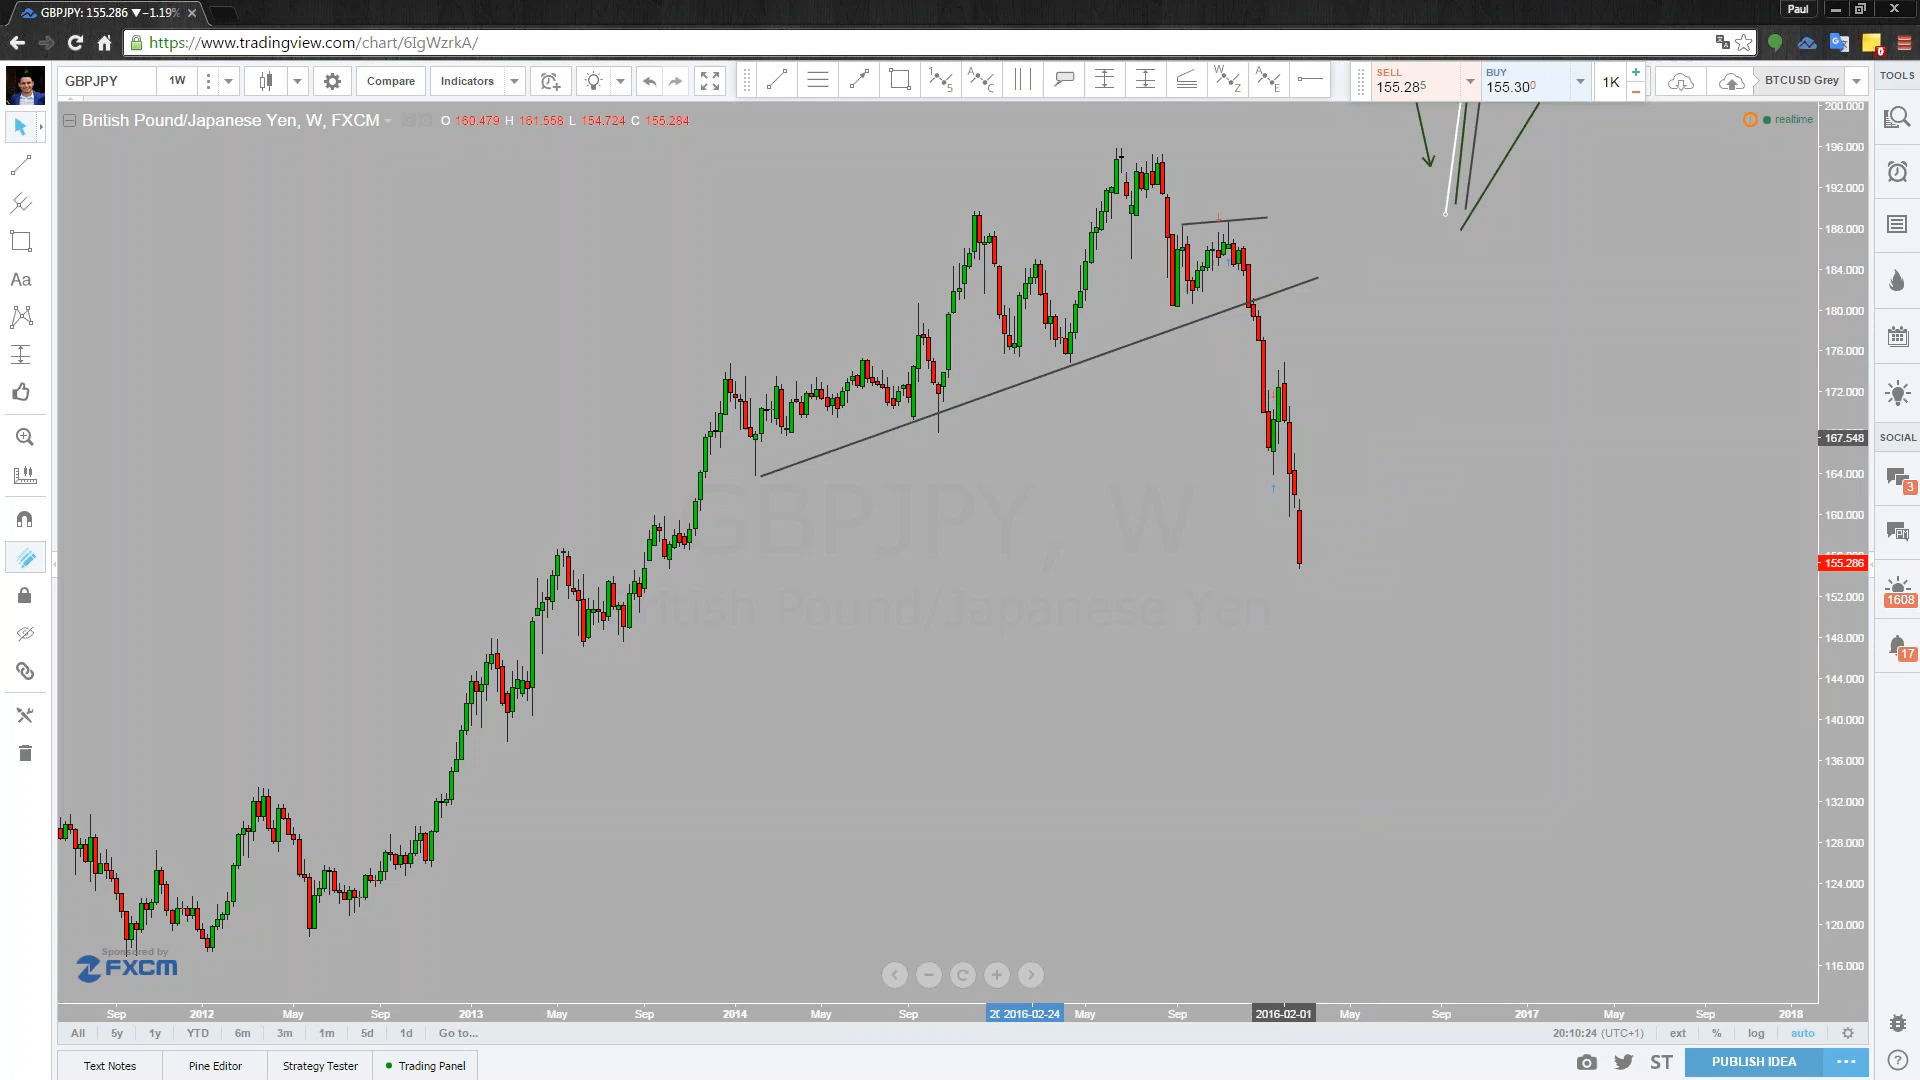 GBPJPY: 155.286 ▼−1.19%
Paul
https://www.tradingview.com/chart/6IgWzrkA/
GBPJPY 1W Compare Indicators
SELL 155.285 BUY 155.300 1K BTCUSD Grey TOOLS
British Pound/Japanese Yen, W, FXCM O 160.479 H 161.558 L 154.724 C 155.284
realtime
200.000
196.000
192.000
188.000
184.000
180.000
176.000
172.000
167.548
SOCIAL
164.000
3
160.000
155.286
1608
152.000
17
148.000
144.000
140.000
136.000
132.000
128.000
124.000
120.000
116.000
GBPJPY, W
British Pound/Japanese Yen
Aa
Sponsored by
FXCM
Sep 2012 May Sep 2013 May Sep 2014 May Sep 2016-02-24 May Sep 2016-02-01 May Sep 2017 May Sep 2018
All 5y 1y YTD 6m 3m 1m 5d 1d Go to... 20:10:24 (UTC+1) ext % log auto
Text Notes Pine Editor Strategy Tester Trading Panel ST PUBLISH IDEA